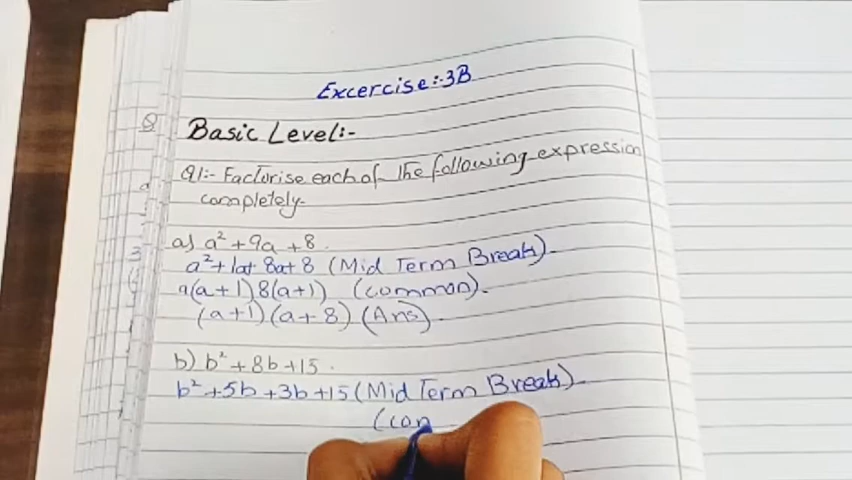 Excercise:-3B
Q
Basic Level:-
Q1:- Factorise each of the following expression
completely-
a) a² + 9a + 8.
a² + 1a + 8a + 8 (Mid Term Break)
a(a + 1) 8(a + 1) (common).
(a + 1) (a + 8) (Ans).
b) b² + 8b + 15.
b² + 5b + 3b + 15 (Mid Term Break).
(com